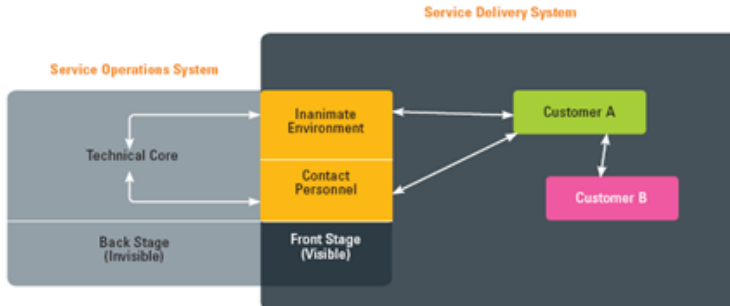 Service Delivery System
Service Operations System
Inanimate
Environment
Customer A
Technical Core
Contact
Personnel
Customer B
Back Stage
(Invisible)
Front Stage
(Visible)